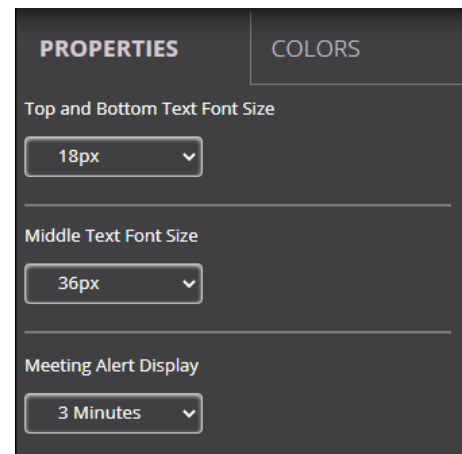 PROPERTIES COLORS
Top and Bottom Text Font Size
18px
Middle Text Font Size
36px
Meeting Alert Display
3 Minutes